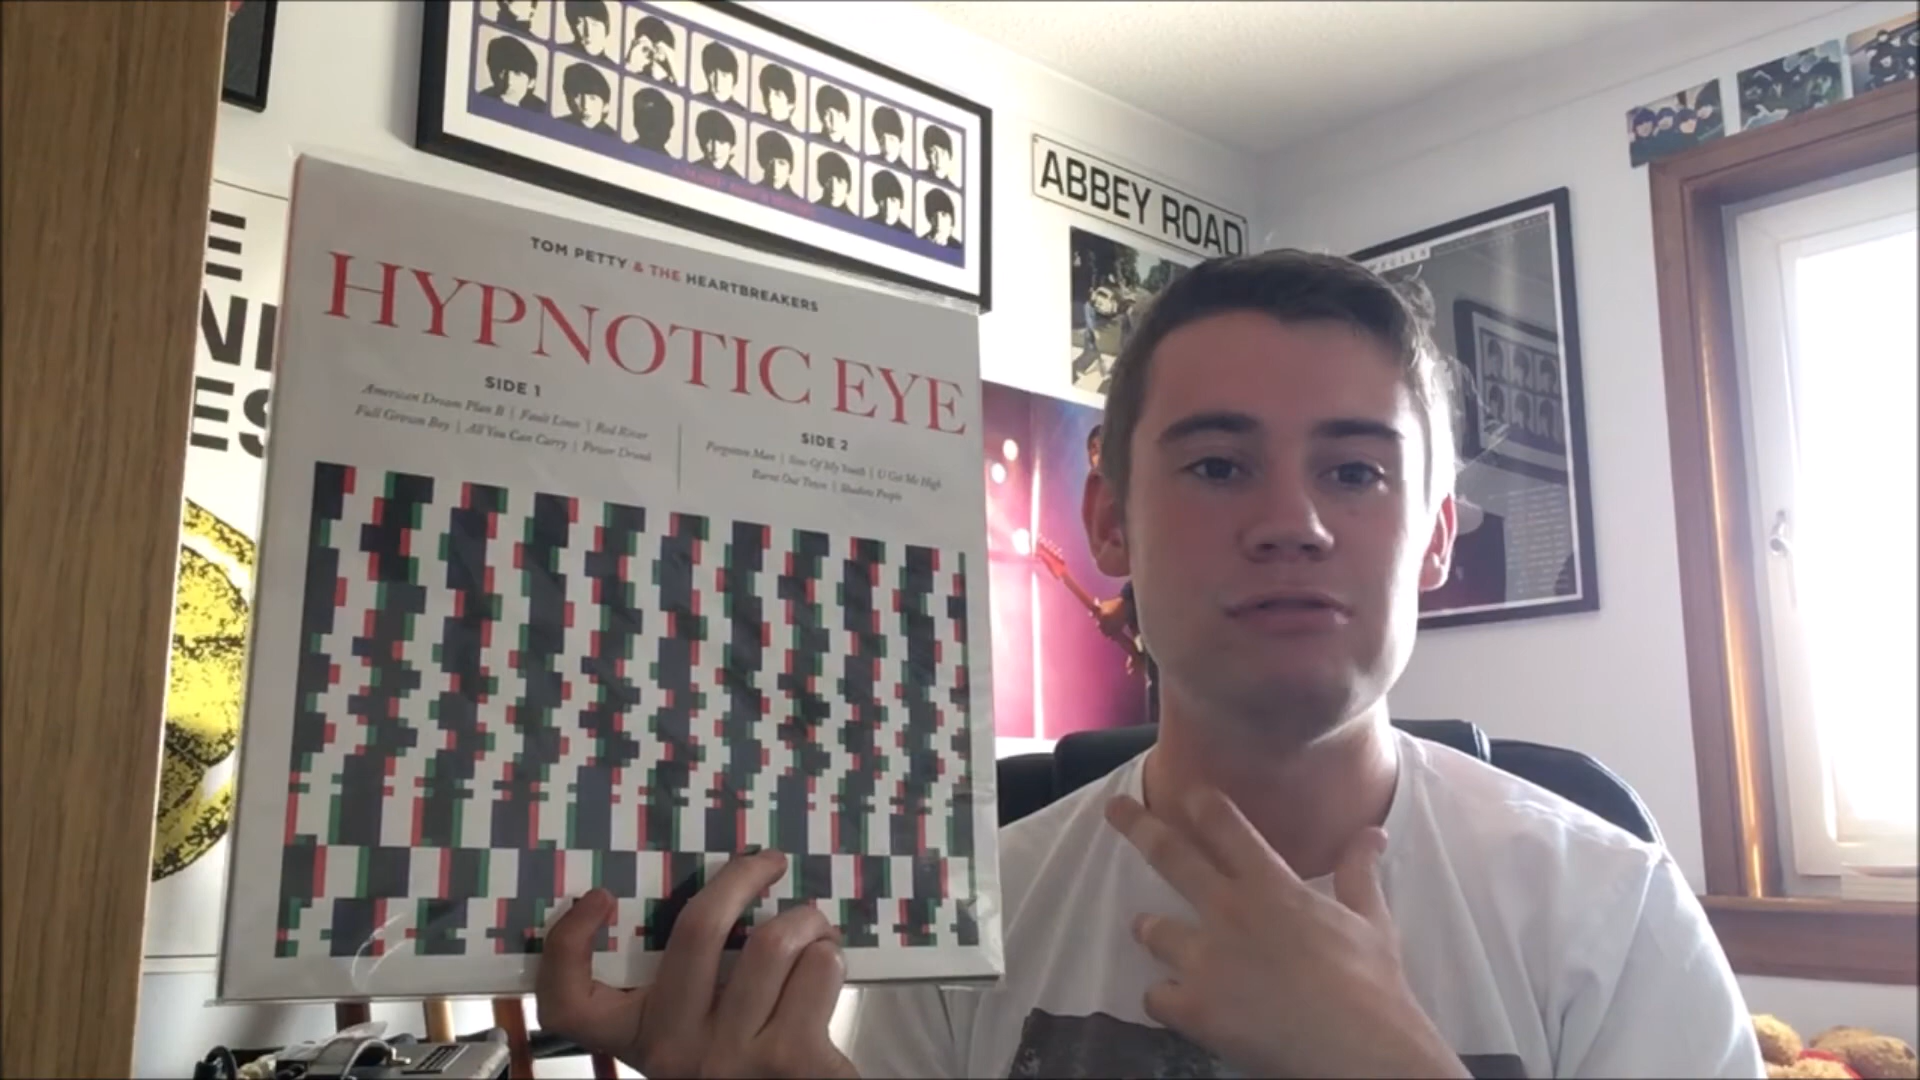 TOM PETTY & THE HEARTBREAKERS
HYPNOTIC EYE
SIDE 1
American Dream Plan B | Fault Lines | Red River
Full Grown Boy | All You Can Carry | Power Drunk
SIDE 2
Forgotten Man | Sins Of My Youth | U Get Me High
Burnt Out Town | Shadow People
ABBEY ROAD
E
NE
ES